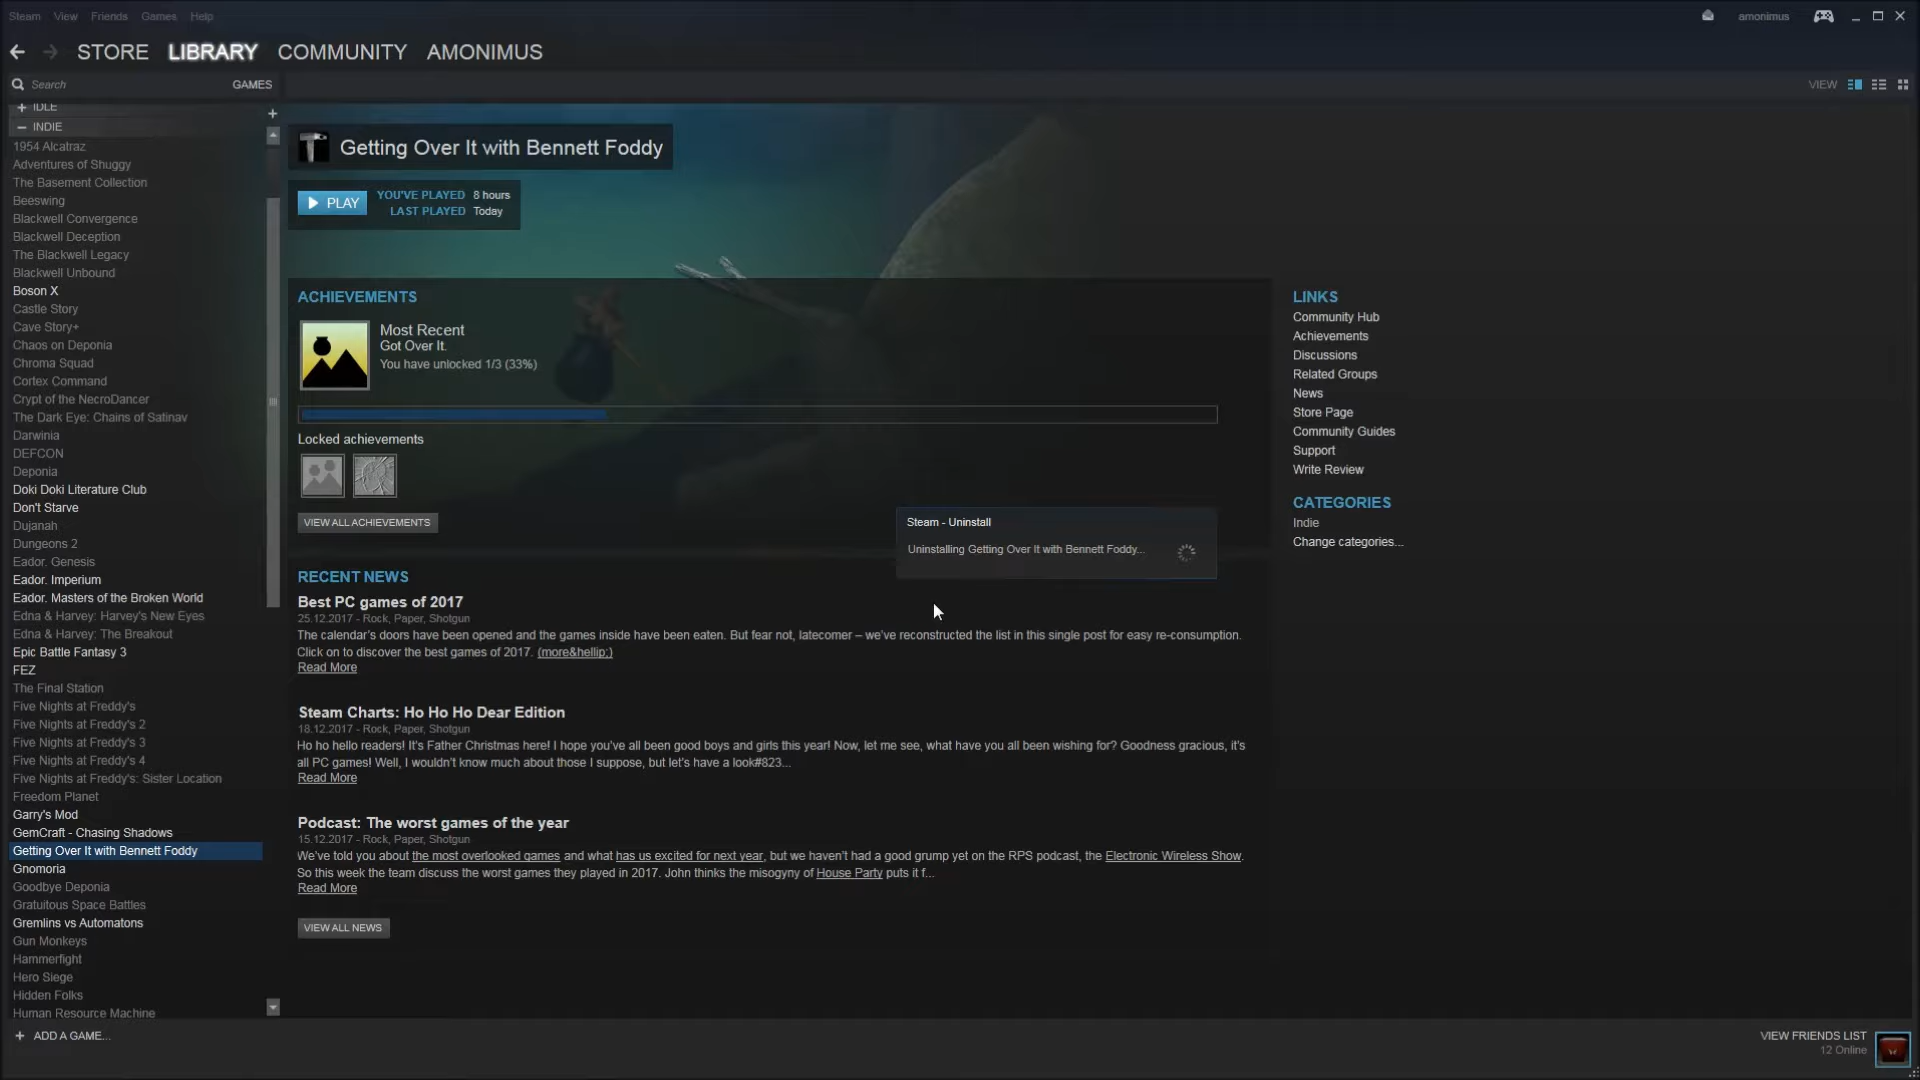 Steam View Friends Games Help
amonimus
STORE LIBRARY COMMUNITY AMONIMUS
Search GAMES
VIEW
+ IDLE
– INDIE
1954 Alcatraz
Adventures of Shuggy
The Basement Collection
Beeswing
Blackwell Convergence
Blackwell Deception
The Blackwell Legacy
Blackwell Unbound
Boson X
Castle Story
Cave Story+
Chaos on Deponia
Chroma Squad
Cortex Command
Crypt of the NecroDancer
The Dark Eye: Chains of Satinav
Darwinia
DEFCON
Deponia
Doki Doki Literature Club
Don't Starve
Dujanah
Dungeons 2
Eador. Genesis
Eador. Imperium
Eador. Masters of the Broken World
Edna & Harvey: Harvey's New Eyes
Edna & Harvey: The Breakout
Epic Battle Fantasy 3
FEZ
The Final Station
Five Nights at Freddy's
Five Nights at Freddy's 2
Five Nights at Freddy's 3
Five Nights at Freddy's 4
Five Nights at Freddy's: Sister Location
Freedom Planet
Garry's Mod
GemCraft - Chasing Shadows
Getting Over It with Bennett Foddy
Gnomoria
Goodbye Deponia
Gratuitous Space Battles
Gremlins vs Automatons
Gun Monkeys
Hammerfight
Hero Siege
Hidden Folks
Human Resource Machine
+ ADD A GAME...
Getting Over It with Bennett Foddy
PLAY
YOU'VE PLAYED 8 hours
LAST PLAYED Today
ACHIEVEMENTS
Most Recent
Got Over It.
You have unlocked 1/3 (33%)
Locked achievements
VIEW ALL ACHIEVEMENTS
Steam - Uninstall
Uninstalling Getting Over It with Bennett Foddy...
RECENT NEWS
Best PC games of 2017
25.12.2017 - Rock, Paper, Shotgun
The calendar's doors have been opened and the games inside have been eaten. But fear not, latecomer – we've reconstructed the list in this single post for easy re-consumption.
Click on to discover the best games of 2017. (more&hellip;)
Read More
Steam Charts: Ho Ho Ho Dear Edition
18.12.2017 - Rock, Paper, Shotgun
Ho ho hello readers! It's Father Christmas here! I hope you've all been good boys and girls this year! Now, let me see, what have you all been wishing for? Goodness gracious, it's
all PC games! Well, I wouldn't know much about those I suppose, but let's have a look#823...
Read More
Podcast: The worst games of the year
15.12.2017 - Rock, Paper, Shotgun
We've told you about the most overlooked games and what has us excited for next year, but we haven't had a good grump yet on the RPS podcast, the Electronic Wireless Show.
So this week the team discuss the worst games they played in 2017. John thinks the misogyny of House Party puts it f...
Read More
VIEW ALL NEWS
LINKS
Community Hub
Achievements
Discussions
Related Groups
News
Store Page
Community Guides
Support
Write Review
CATEGORIES
Indie
Change categories...
VIEW FRIENDS LIST
12 Online